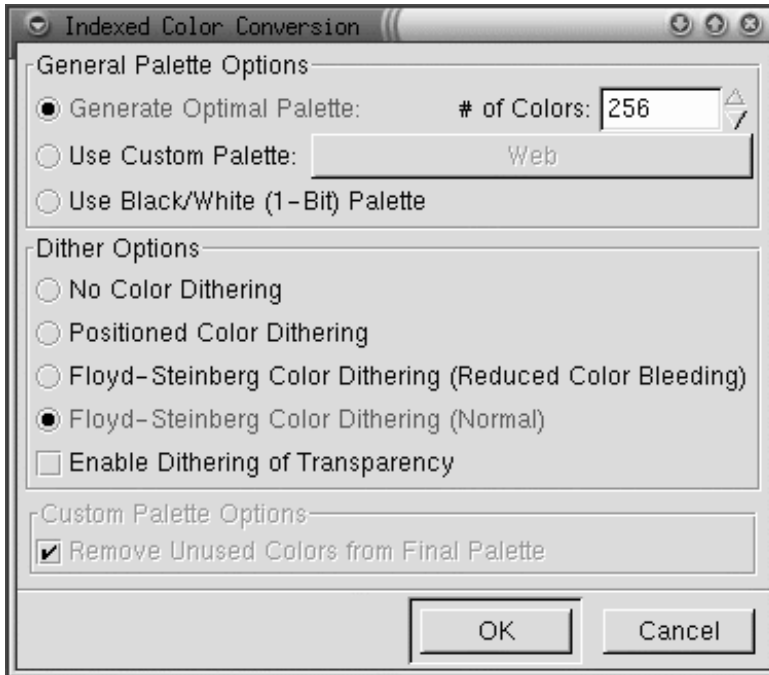 Indexed Color Conversion
General Palette Options
Generate Optimal Palette: # of Colors: 256
Use Custom Palette: Web
Use Black/White (1-Bit) Palette
Dither Options
No Color Dithering
Positioned Color Dithering
Floyd-Steinberg Color Dithering (Reduced Color Bleeding)
Floyd-Steinberg Color Dithering (Normal)
Enable Dithering of Transparency
Custom Palette Options
Remove Unused Colors from Final Palette
OK Cancel